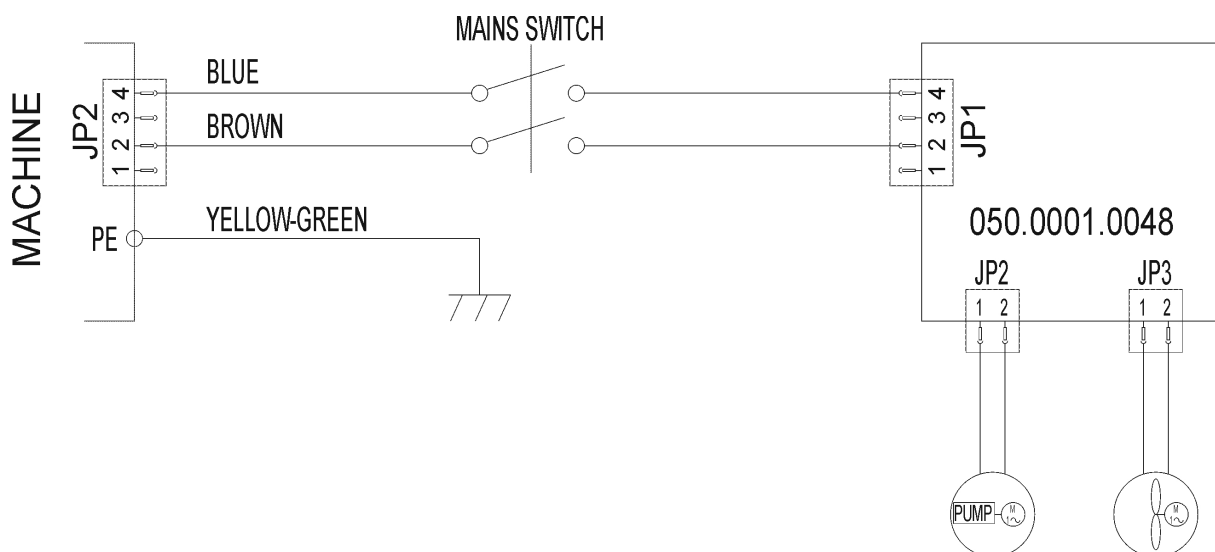 MAINS SWITCH
MACHINE
JP2
4
3
2
1
BLUE
BROWN
PE
YELLOW-GREEN
4
3
2
1
JP1
050.0001.0048
JP2
1 2
JP3
1 2
PUMP
M
1~
M
1~